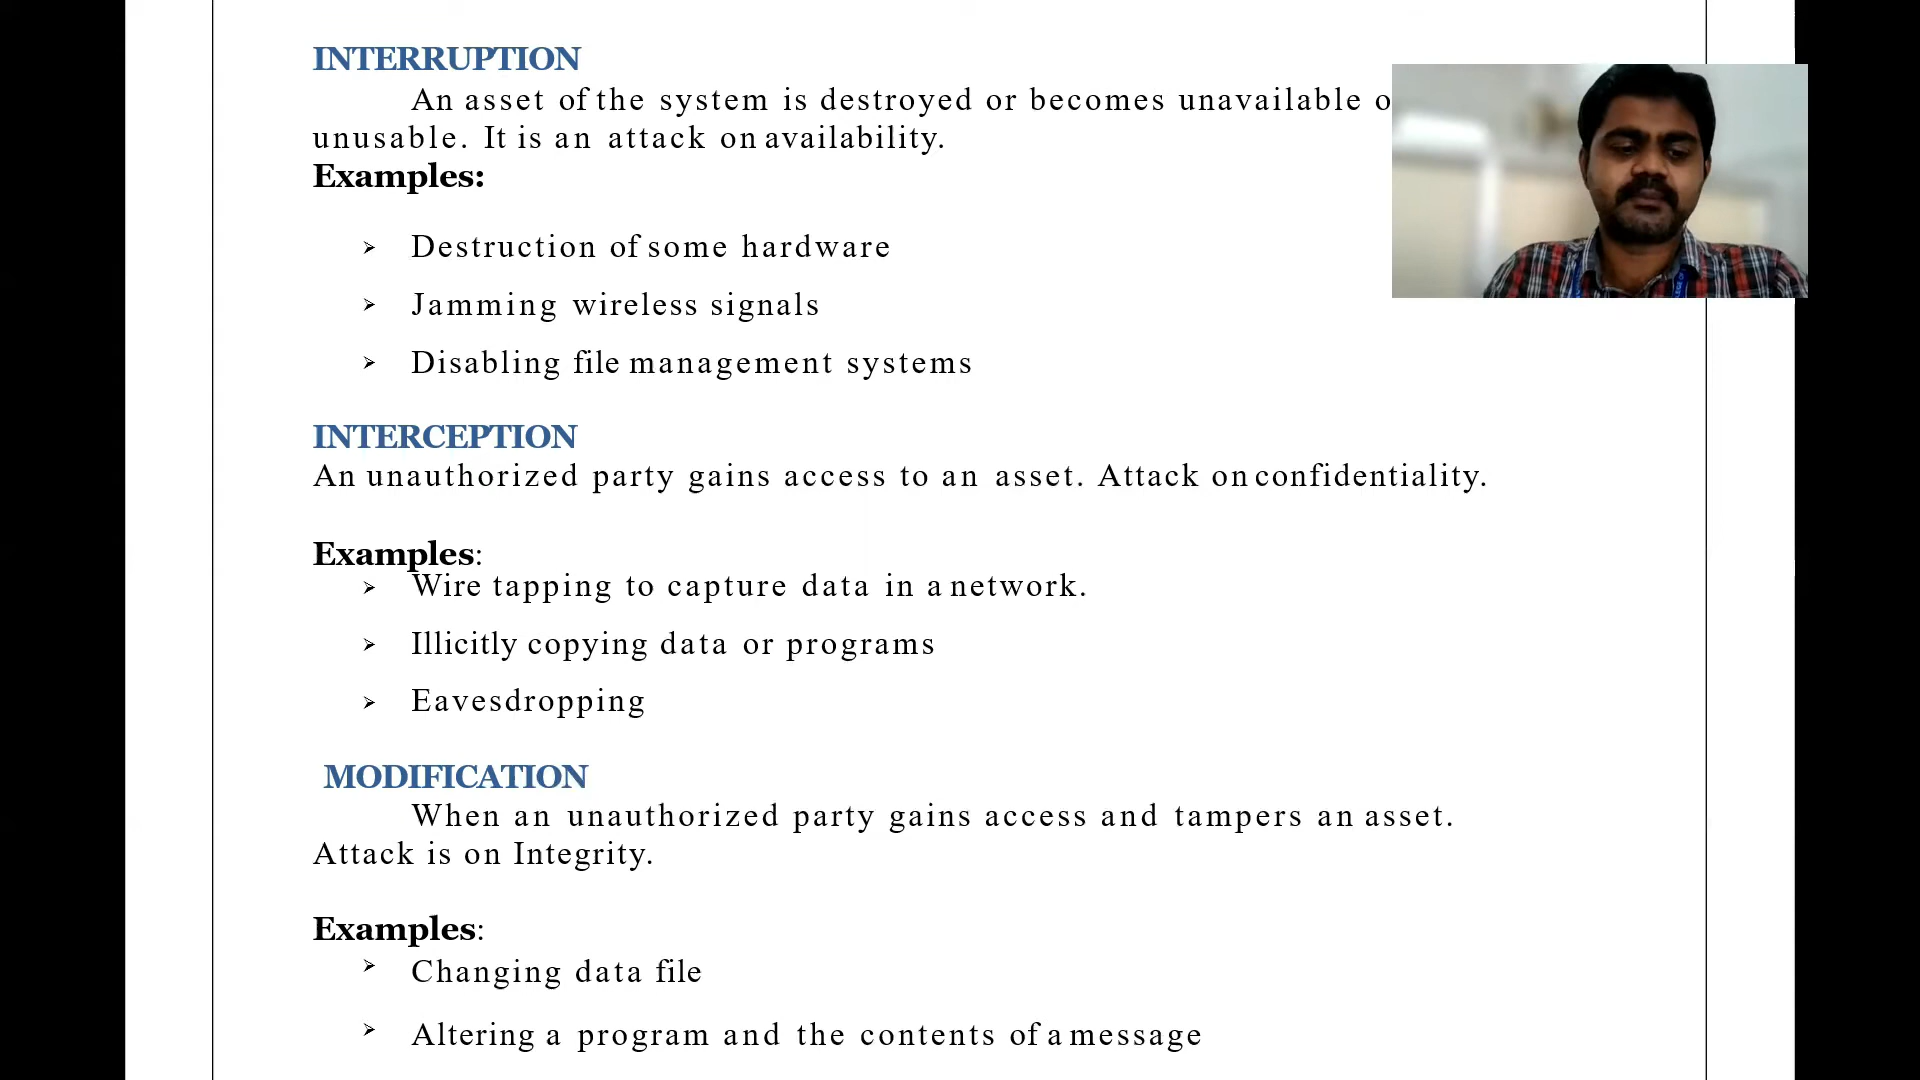 INTERRUPTION
An asset of the system is destroyed or becomes unavailable
unusable. It is an attack on availability.
Examples:
➢ Destruction of some hardware
➢ Jamming wireless signals
➢ Disabling file management systems
INTERCEPTION
An unauthorized party gains access to an asset. Attack on confidentiality.
Examples:
➢ Wire tapping to capture data in a network.
➢ Illicitly copying data or programs
➢ Eavesdropping
MODIFICATION
When an unauthorized party gains access and tampers an asset.
Attack is on Integrity.
Examples:
➢ Changing data file
➢ Altering a program and the contents of a message